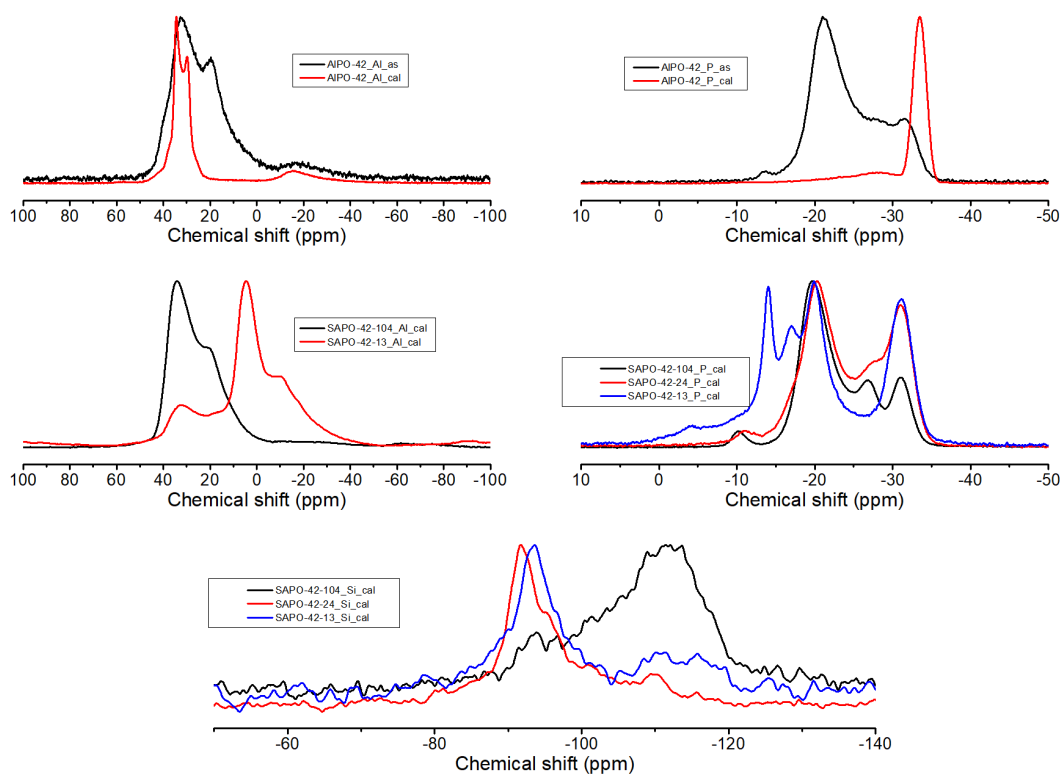 AlPO-42_Al_as
AlPO-42_Al_cal
100 80 60 40 20 0 -20 -40 -60 -80 -100
Chemical shift (ppm)
AlPO-42_P_as
AlPO-42_P_cal
10 0 -10 -20 -30 -40 -50
Chemical shift (ppm)
SAPO-42-104_Al_cal
SAPO-42-13_Al_cal
100 80 60 40 20 0 -20 -40 -60 -80 -100
Chemical shift (ppm)
SAPO-42-104_P_cal
SAPO-42-24_P_cal
SAPO-42-13_P_cal
10 0 -10 -20 -30 -40 -50
Chemical shift (ppm)
SAPO-42-104_Si_cal
SAPO-42-24_Si_cal
SAPO-42-13_Si_cal
-60 -80 -100 -120 -140
Chemical shift (ppm)